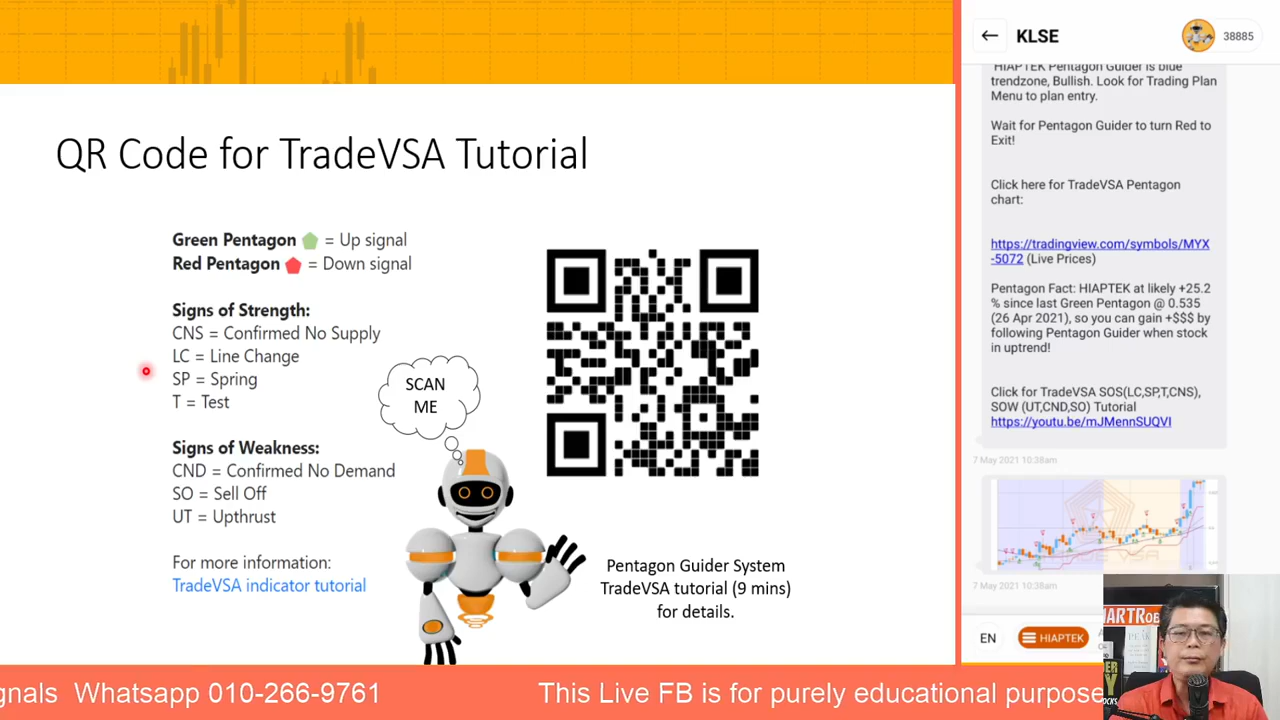 QR Code for TradeVSA Tutorial
Green Pentagon = Up signal
Red Pentagon = Down signal
Signs of Strength:
CNS = Confirmed No Supply
LC = Line Change
SP = Spring
T = Test
Signs of Weakness:
CND = Confirmed No Demand
SO = Sell Off
UT = Upthrust
For more information:
TradeVSA indicator tutorial
SCAN
ME
Pentagon Guider System
TradeVSA tutorial (9 mins)
for details.
KLSE
38885
HIAPTEK Pentagon Guider is blue
trendzone, Bullish. Look for Trading Plan
Menu to plan entry.
Wait for Pentagon Guider to turn Red to
Exit!
Click here for TradeVSA Pentagon
chart:
https://tradingview.com/symbols/MYX
-5072 (Live Prices)
Pentagon Fact: HIAPTEK at likely +25.2
% since last Green Pentagon @ 0.535
(26 Apr 2021), so you can gain +$$$ by
following Pentagon Guider when stock
in uptrend!
Click for TradeVSA SOS(LC,SP,T,CNS),
SOW (UT,CND,SO) Tutorial
https://youtu.be/mJMennSUQVI
7 May 2021 10:38am
7 May 2021 10:38am
EN
HIAPTEK
gnals Whatsapp 010-266-9761
This Live FB is for purely educational purpose